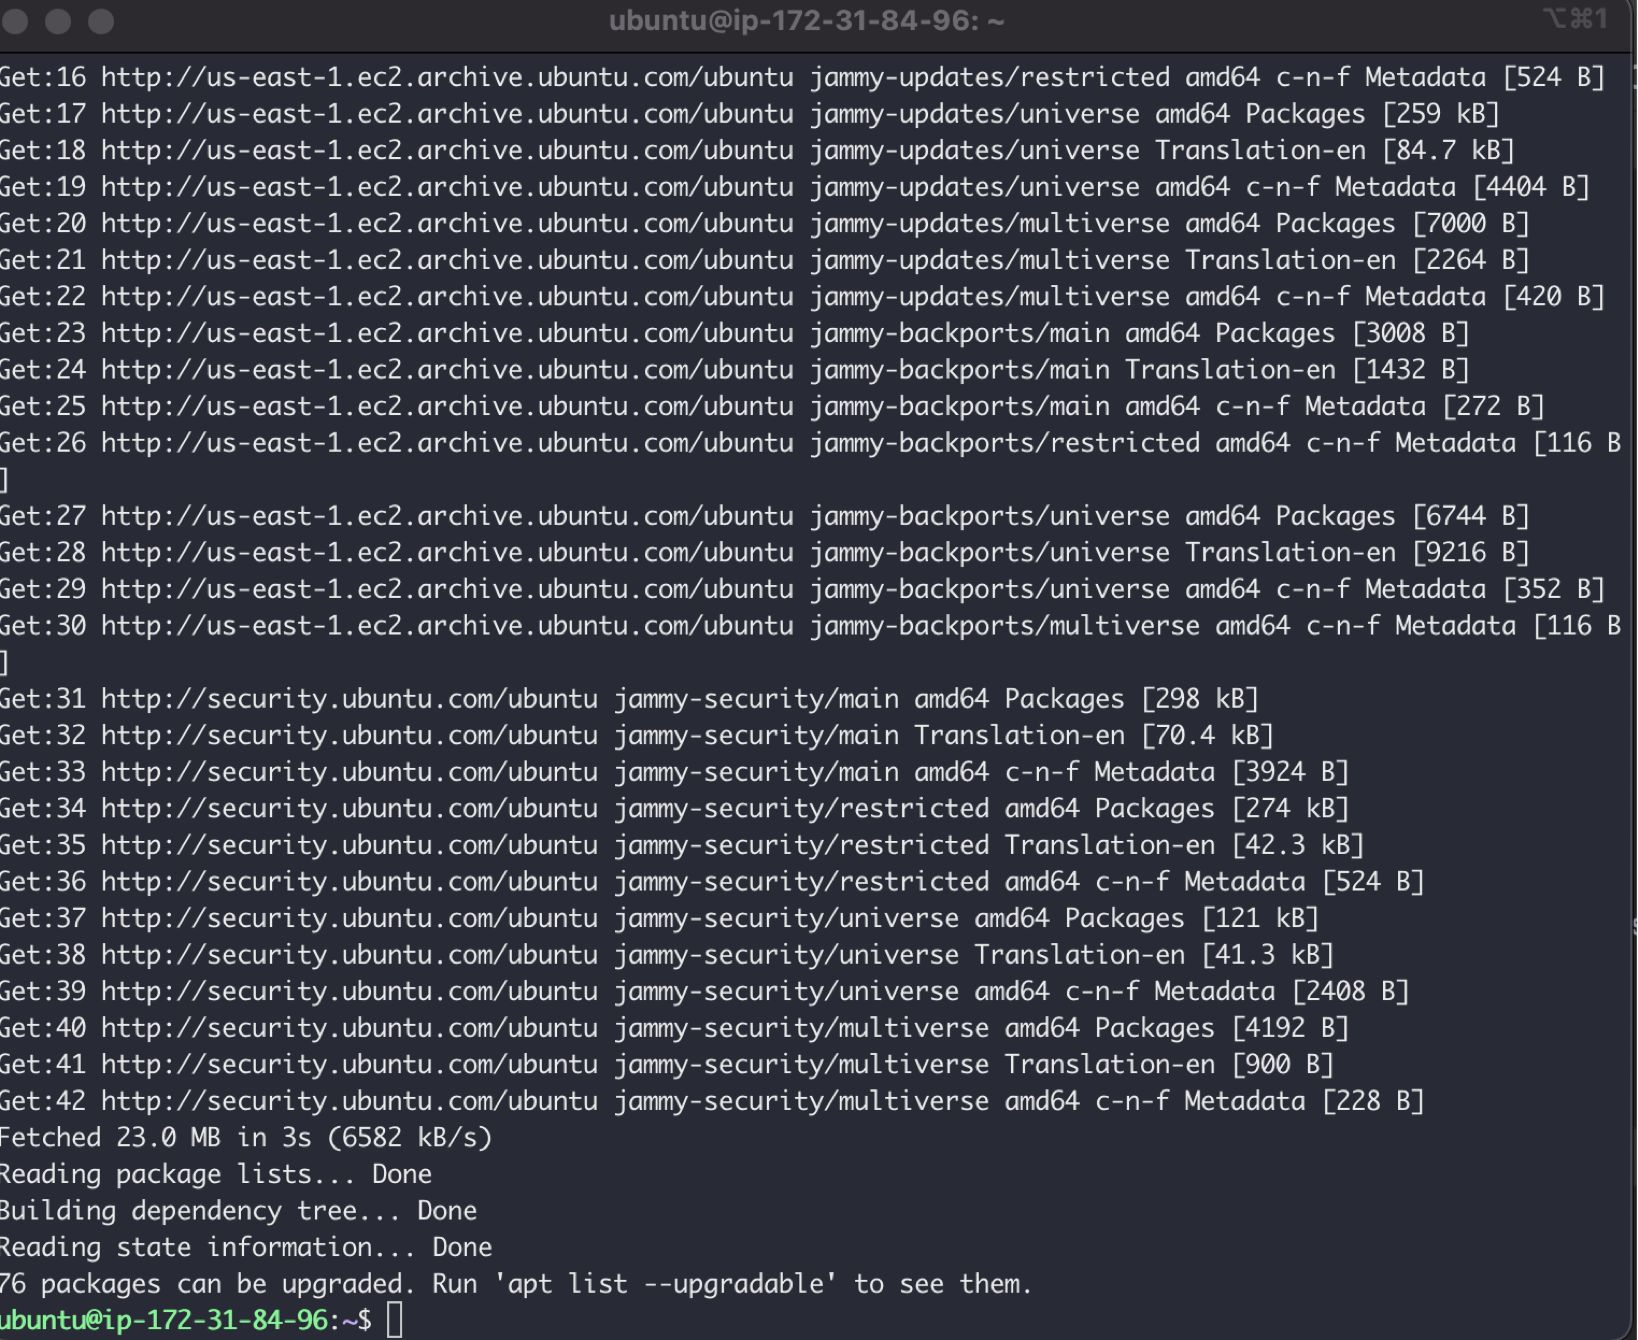 ubuntu@ip-172-31-84-96: ~
⌥⌘1
Get:16 http://us-east-1.ec2.archive.ubuntu.com/ubuntu jammy-updates/restricted amd64 c-n-f Metadata [524 B]
Get:17 http://us-east-1.ec2.archive.ubuntu.com/ubuntu jammy-updates/universe amd64 Packages [259 kB]
Get:18 http://us-east-1.ec2.archive.ubuntu.com/ubuntu jammy-updates/universe Translation-en [84.7 kB]
Get:19 http://us-east-1.ec2.archive.ubuntu.com/ubuntu jammy-updates/universe amd64 c-n-f Metadata [4404 B]
Get:20 http://us-east-1.ec2.archive.ubuntu.com/ubuntu jammy-updates/multiverse amd64 Packages [7000 B]
Get:21 http://us-east-1.ec2.archive.ubuntu.com/ubuntu jammy-updates/multiverse Translation-en [2264 B]
Get:22 http://us-east-1.ec2.archive.ubuntu.com/ubuntu jammy-updates/multiverse amd64 c-n-f Metadata [420 B]
Get:23 http://us-east-1.ec2.archive.ubuntu.com/ubuntu jammy-backports/main amd64 Packages [3008 B]
Get:24 http://us-east-1.ec2.archive.ubuntu.com/ubuntu jammy-backports/main Translation-en [1432 B]
Get:25 http://us-east-1.ec2.archive.ubuntu.com/ubuntu jammy-backports/main amd64 c-n-f Metadata [272 B]
Get:26 http://us-east-1.ec2.archive.ubuntu.com/ubuntu jammy-backports/restricted amd64 c-n-f Metadata [116 B
]
Get:27 http://us-east-1.ec2.archive.ubuntu.com/ubuntu jammy-backports/universe amd64 Packages [6744 B]
Get:28 http://us-east-1.ec2.archive.ubuntu.com/ubuntu jammy-backports/universe Translation-en [9216 B]
Get:29 http://us-east-1.ec2.archive.ubuntu.com/ubuntu jammy-backports/universe amd64 c-n-f Metadata [352 B]
Get:30 http://us-east-1.ec2.archive.ubuntu.com/ubuntu jammy-backports/multiverse amd64 c-n-f Metadata [116 B
]
Get:31 http://security.ubuntu.com/ubuntu jammy-security/main amd64 Packages [298 kB]
Get:32 http://security.ubuntu.com/ubuntu jammy-security/main Translation-en [70.4 kB]
Get:33 http://security.ubuntu.com/ubuntu jammy-security/main amd64 c-n-f Metadata [3924 B]
Get:34 http://security.ubuntu.com/ubuntu jammy-security/restricted amd64 Packages [274 kB]
Get:35 http://security.ubuntu.com/ubuntu jammy-security/restricted Translation-en [42.3 kB]
Get:36 http://security.ubuntu.com/ubuntu jammy-security/restricted amd64 c-n-f Metadata [524 B]
Get:37 http://security.ubuntu.com/ubuntu jammy-security/universe amd64 Packages [121 kB]
Get:38 http://security.ubuntu.com/ubuntu jammy-security/universe Translation-en [41.3 kB]
Get:39 http://security.ubuntu.com/ubuntu jammy-security/universe amd64 c-n-f Metadata [2408 B]
Get:40 http://security.ubuntu.com/ubuntu jammy-security/multiverse amd64 Packages [4192 B]
Get:41 http://security.ubuntu.com/ubuntu jammy-security/multiverse Translation-en [900 B]
Get:42 http://security.ubuntu.com/ubuntu jammy-security/multiverse amd64 c-n-f Metadata [228 B]
Fetched 23.0 MB in 3s (6582 kB/s)
Reading package lists... Done
Building dependency tree... Done
Reading state information... Done
76 packages can be upgraded. Run 'apt list --upgradable' to see them.
ubuntu@ip-172-31-84-96:~$